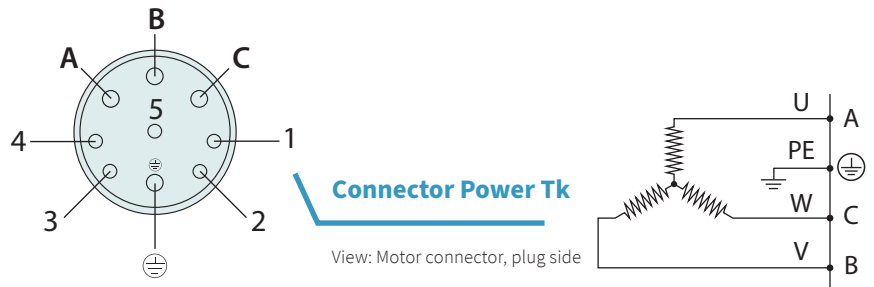 B
A
C
5
4
1
3
2
Connector Power Tk
View: Motor connector, plug side
U
A
PE
W
C
V
B